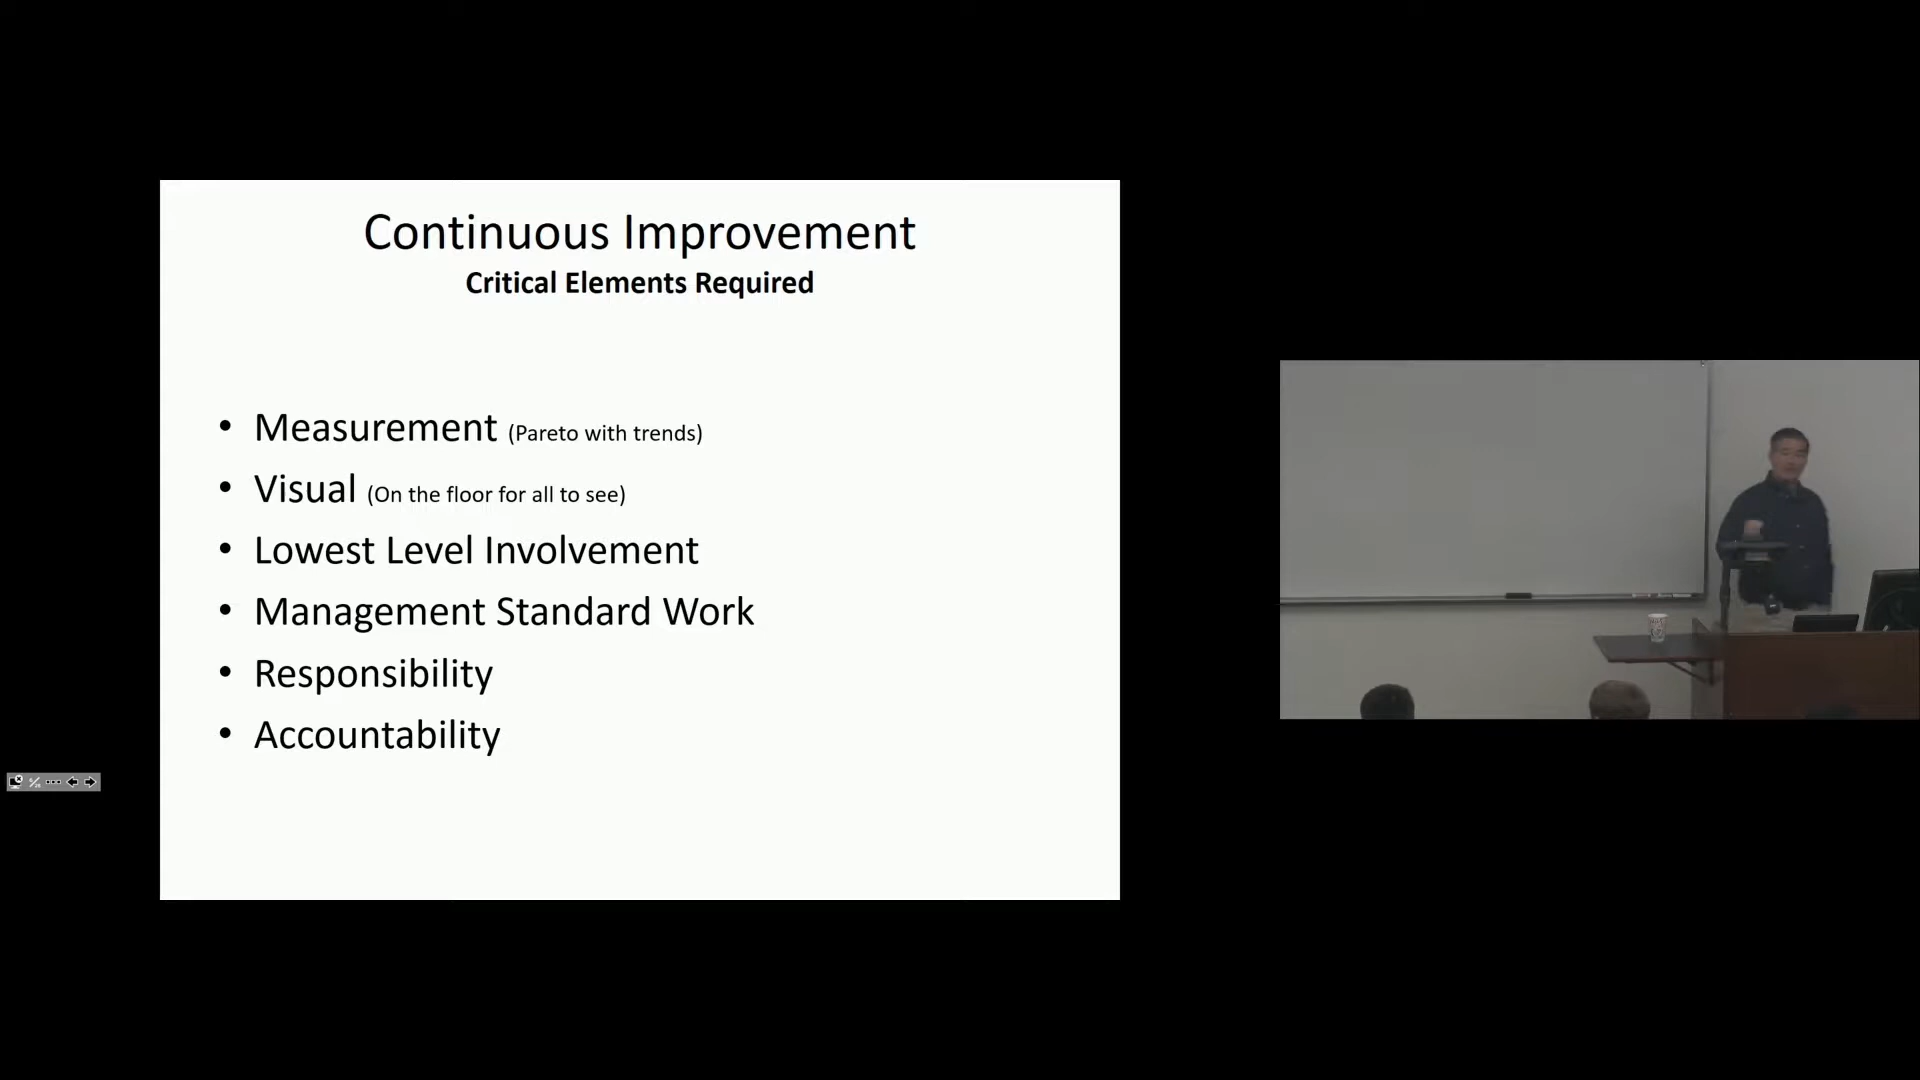 Continuous Improvement
Critical Elements Required
• Measurement (Pareto with trends)
• Visual (On the floor for all to see)
• Lowest Level Involvement
• Management Standard Work
• Responsibility
• Accountability